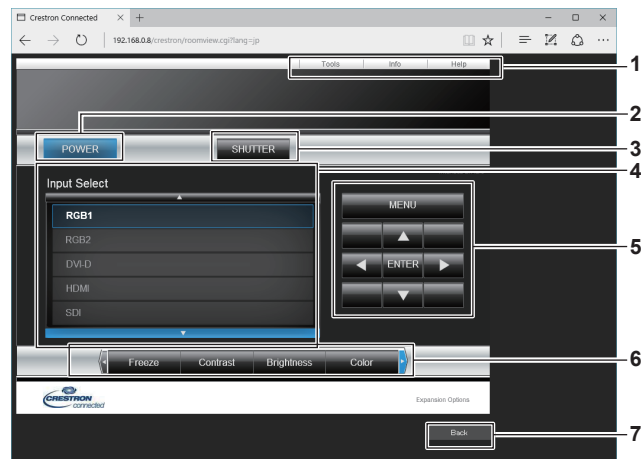 Crestron Connected
192.168.0.8/crestron/roomview.cgi?lang=jp
Tools Info Help
1
2
POWER
SHUTTER
3
4
Input Select
RGB1
RGB2
DVI-D
HDMI
SDI
MENU
ENTER
5
Freeze Contrast Brightness Color
6
CRESTRON
connected
Expansion Options
Back
7